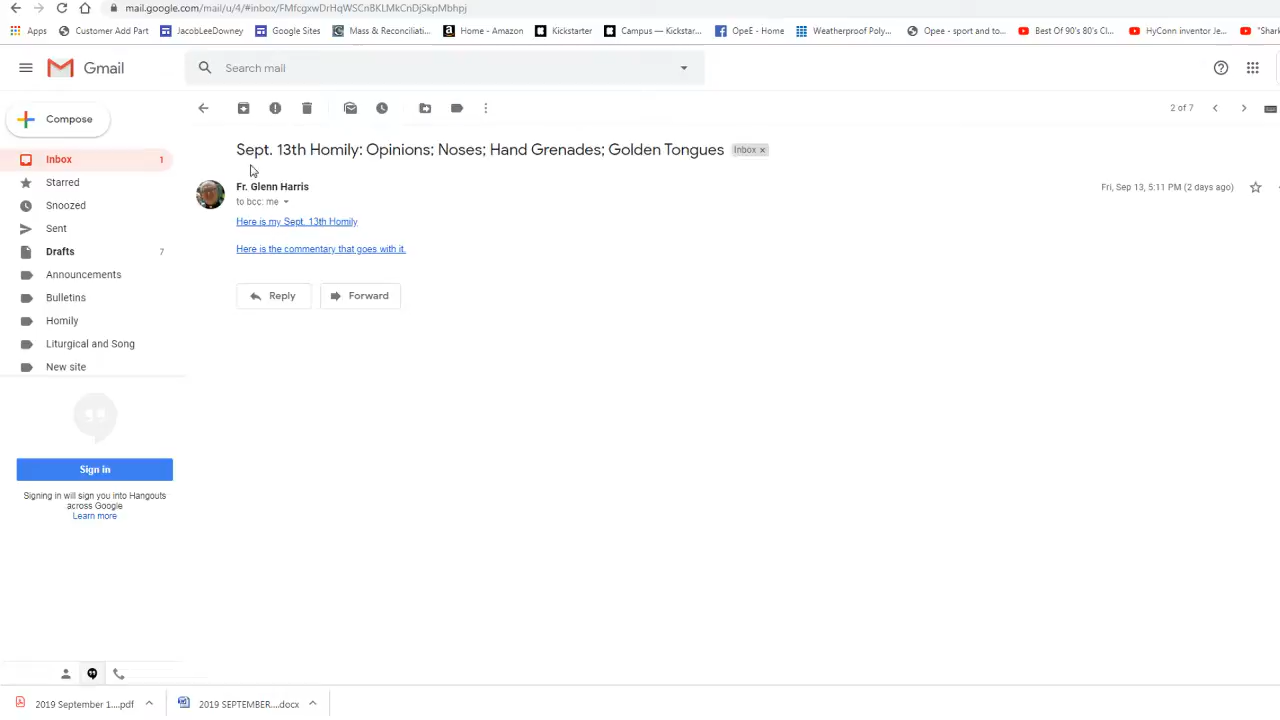 mail.google.com/mail/u/4/#inbox/FMfcgxwDrHqWSCnBKLMkCnDjSkpMbhpj
Apps Customer Add Part JacobLeeDowney Google Sites Mass & Reconciliati... Home - Amazon Kickstarter Campus — Kickstar... OpeE - Home Weatherproof Poly... Opee - sport and to... Best Of 90's 80's Cl... HyConn inventor Je... "Shark
Gmail Search mail
Compose
2 of 7
Sept. 13th Homily: Opinions; Noses; Hand Grenades; Golden Tongues Inbox x
Inbox 1
Starred
Snoozed
Sent
Drafts 7
Announcements
Bulletins
Homily
Liturgical and Song
New site
Fr. Glenn Harris Fri, Sep 13, 5:11 PM (2 days ago)
to bcc: me
Here is my Sept. 13th Homily
Here is the commentary that goes with it.
Reply Forward
Sign in
Signing in will sign you into Hangouts
across Google
Learn more
2019 September 1....pdf 2019 SEPTEMBER....docx